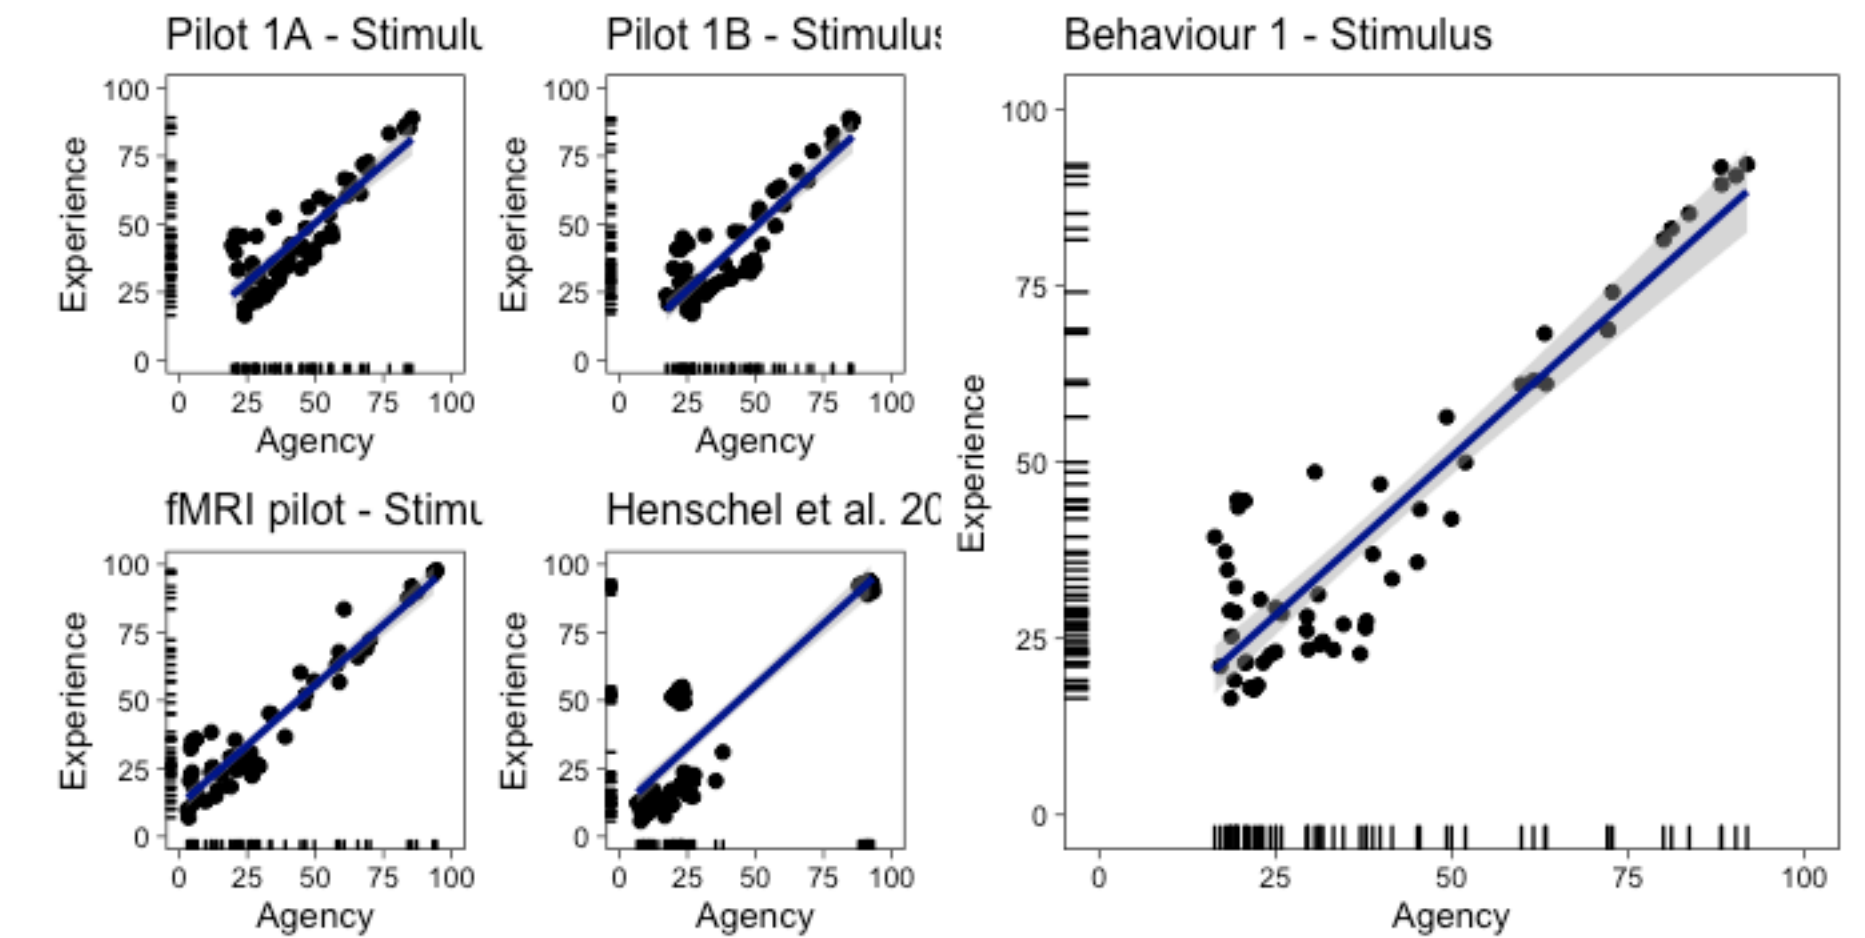 Pilot 1A - Stimulu
100
75
50
25
0
Experience
0 25 50 75 100
Agency
Pilot 1B - Stimulus
100
75
50
25
0
Experience
0 25 50 75 100
Agency
fMRI pilot - Stimu
100
75
50
25
0
Experience
0 25 50 75 100
Agency
Henschel et al. 20
100
75
50
25
0
Experience
0 25 50 75 100
Agency
Behaviour 1 - Stimulus
100
75
50
25
0
Experience
0 25 50 75 100
Agency